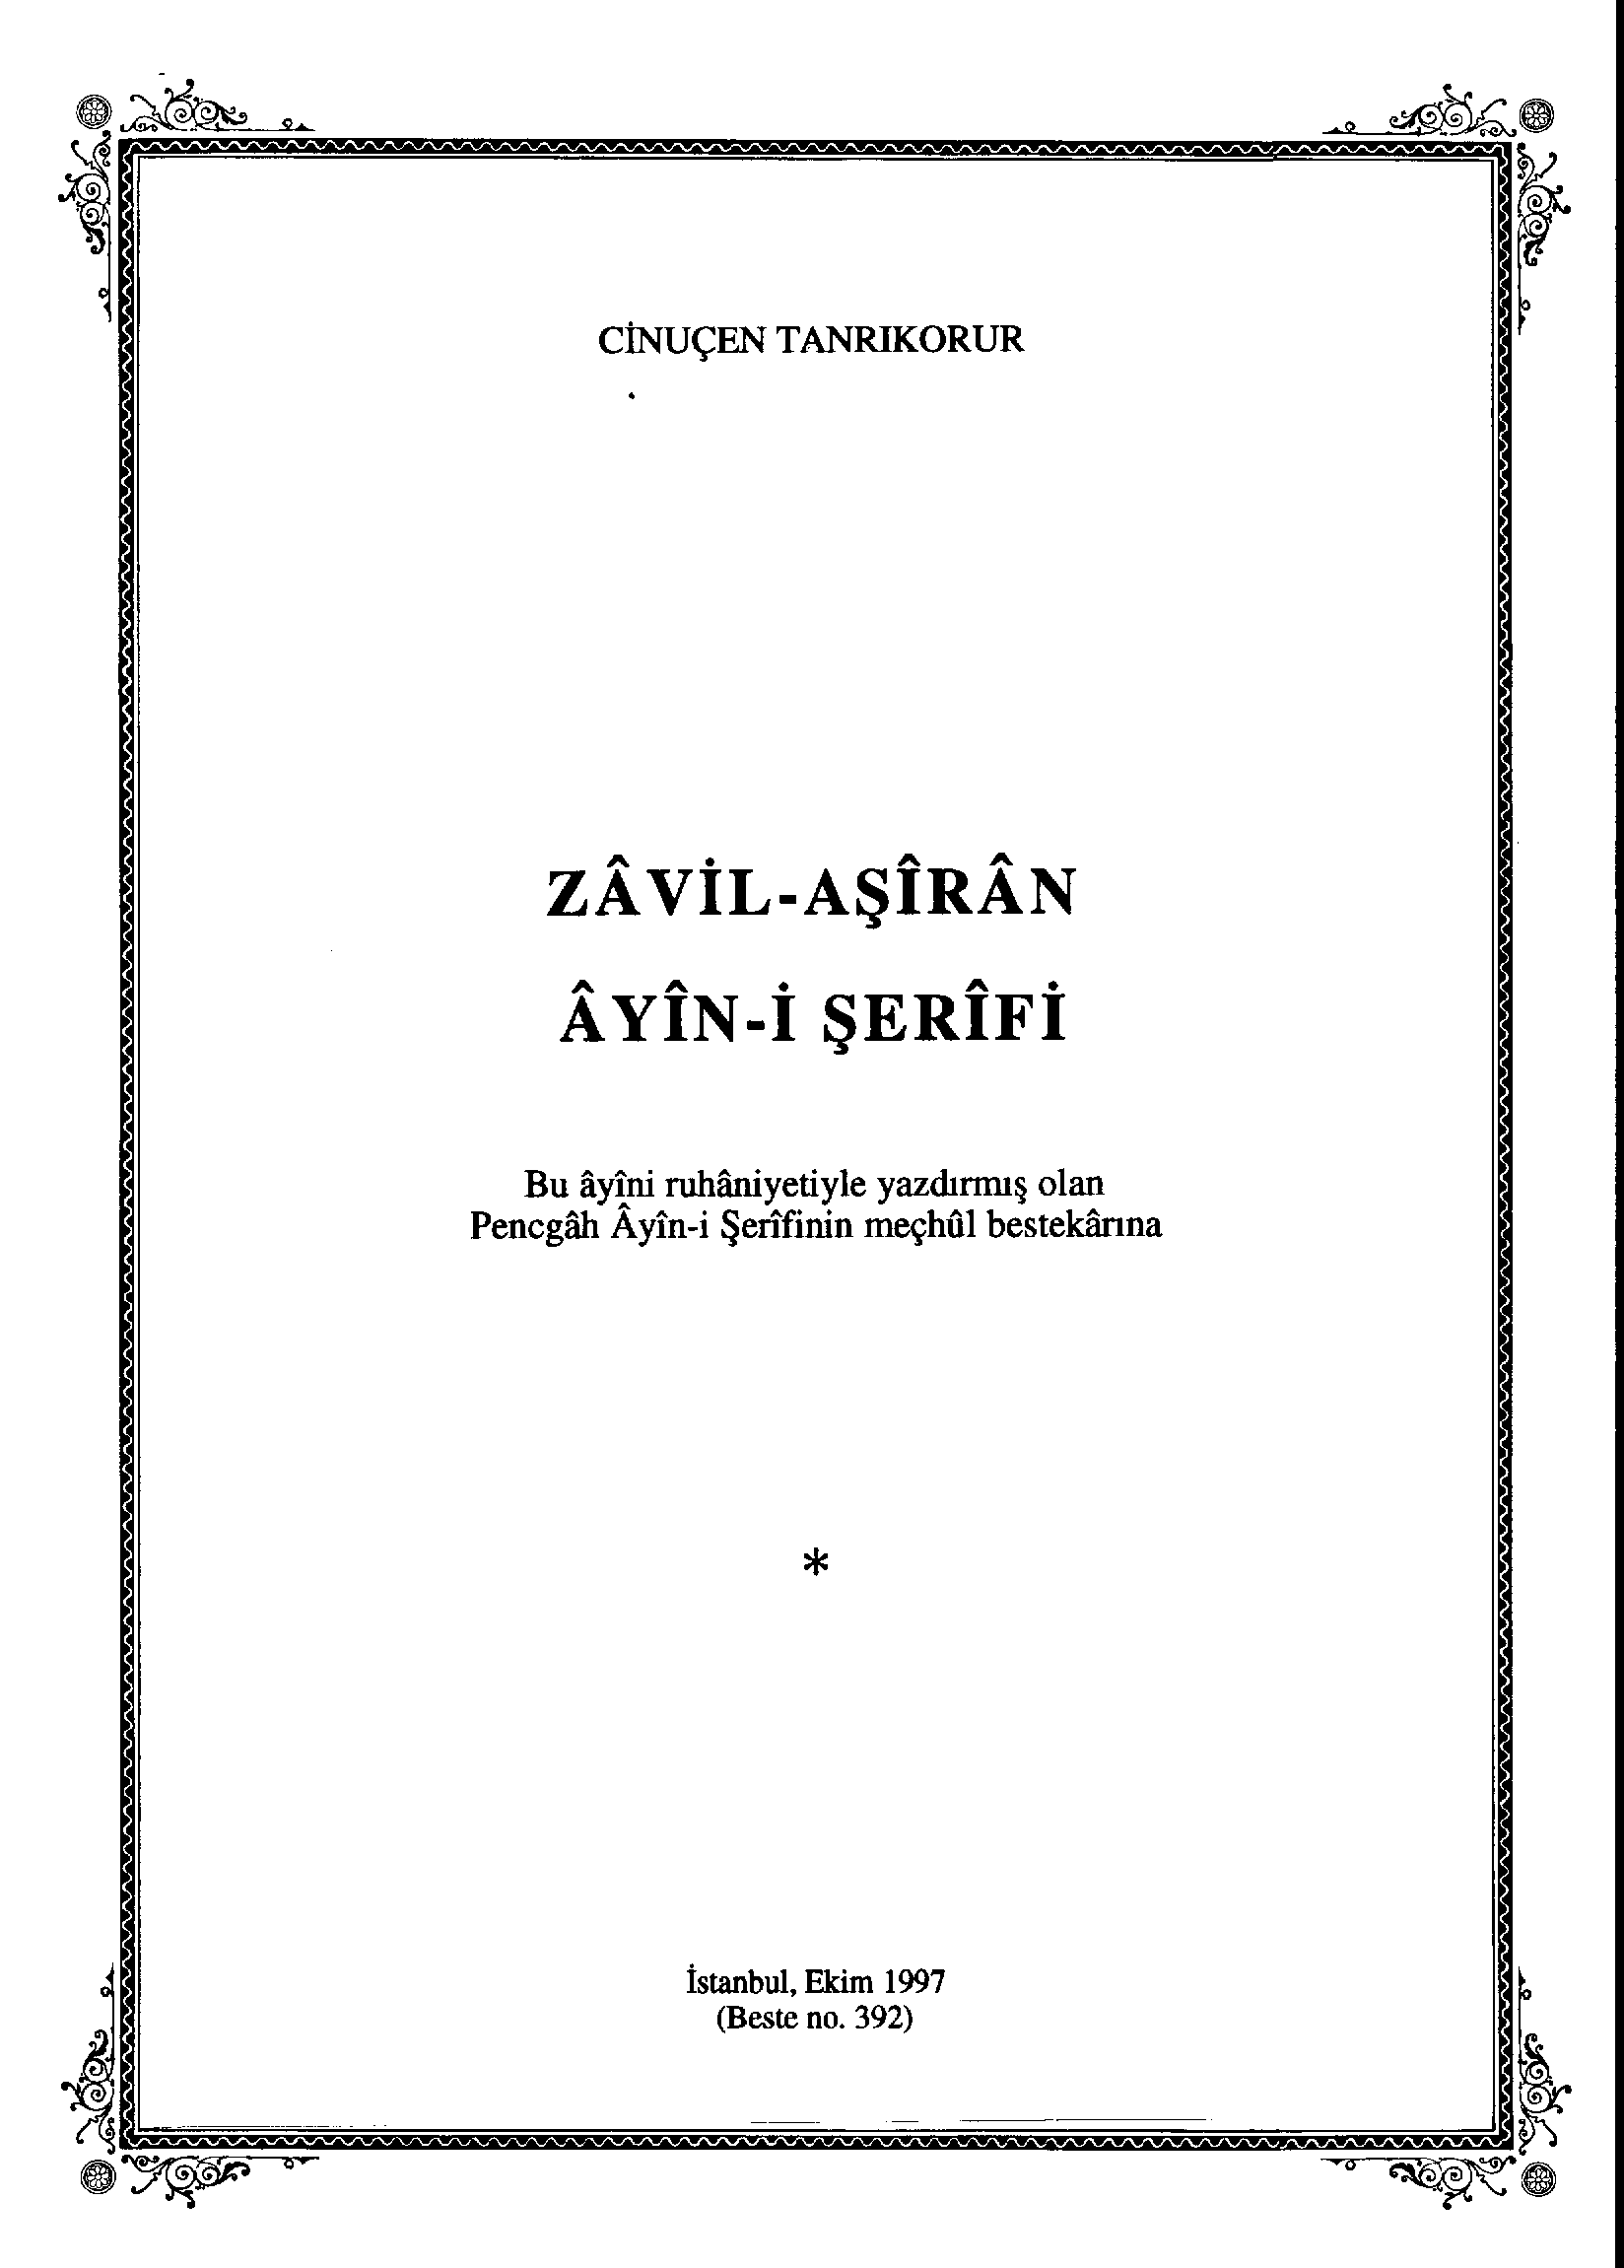 CİNUÇEN TANRIKORUR
ZÂVİL-AŞÎRÂN
ÂYÎN-İ ŞERÎFİ
Bu âyîni ruhâniyetiyle yazdırmış olan
Pencgâh Âyîn-i Şerîfinin meçhûl bestekârına
*
İstanbul, Ekim 1997
(Beste no. 392)